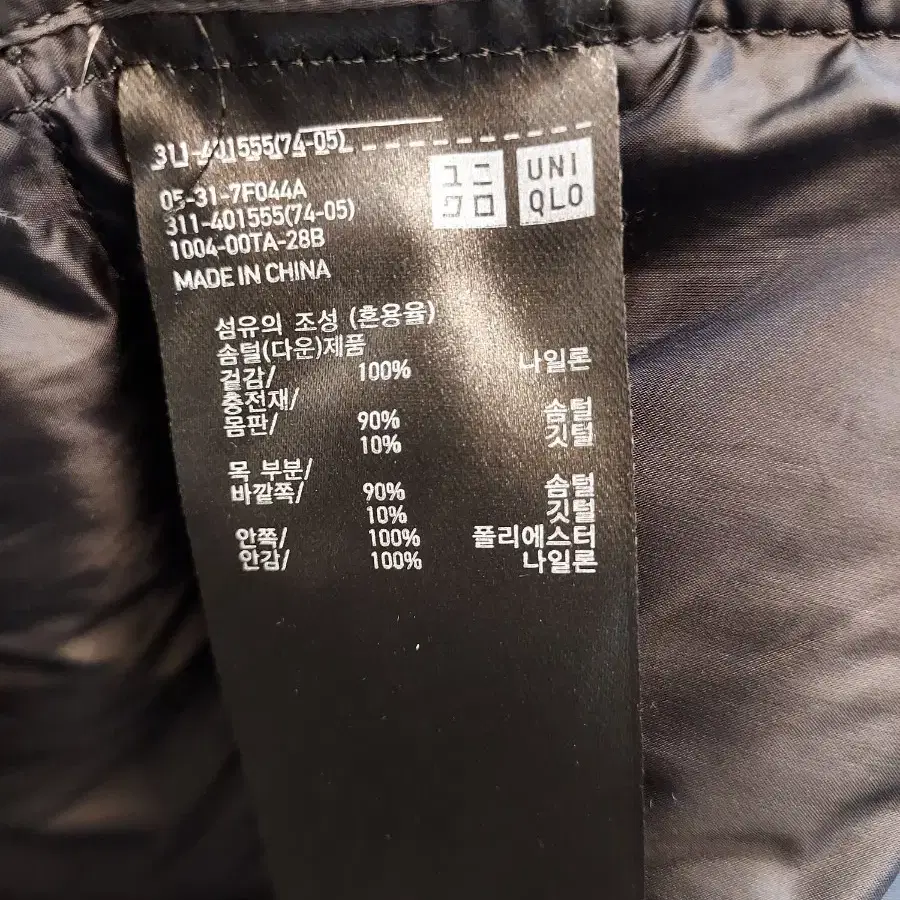 311-401555(74-05)
05-31-7F044A
311-401555(74-05)
1004-00TA-28B
MADE IN CHINA
ユニ
クロ
UNI
QLO
섬유의 조성 (혼용율)
솜털(다운)제품
겉감/ 100% 나일론
충전재/
몸판/ 90% 솜털
10% 깃털
목 부분/
바깥쪽/ 90% 솜털
10% 깃털
안쪽/ 100% 폴리에스터
안감/ 100% 나일론